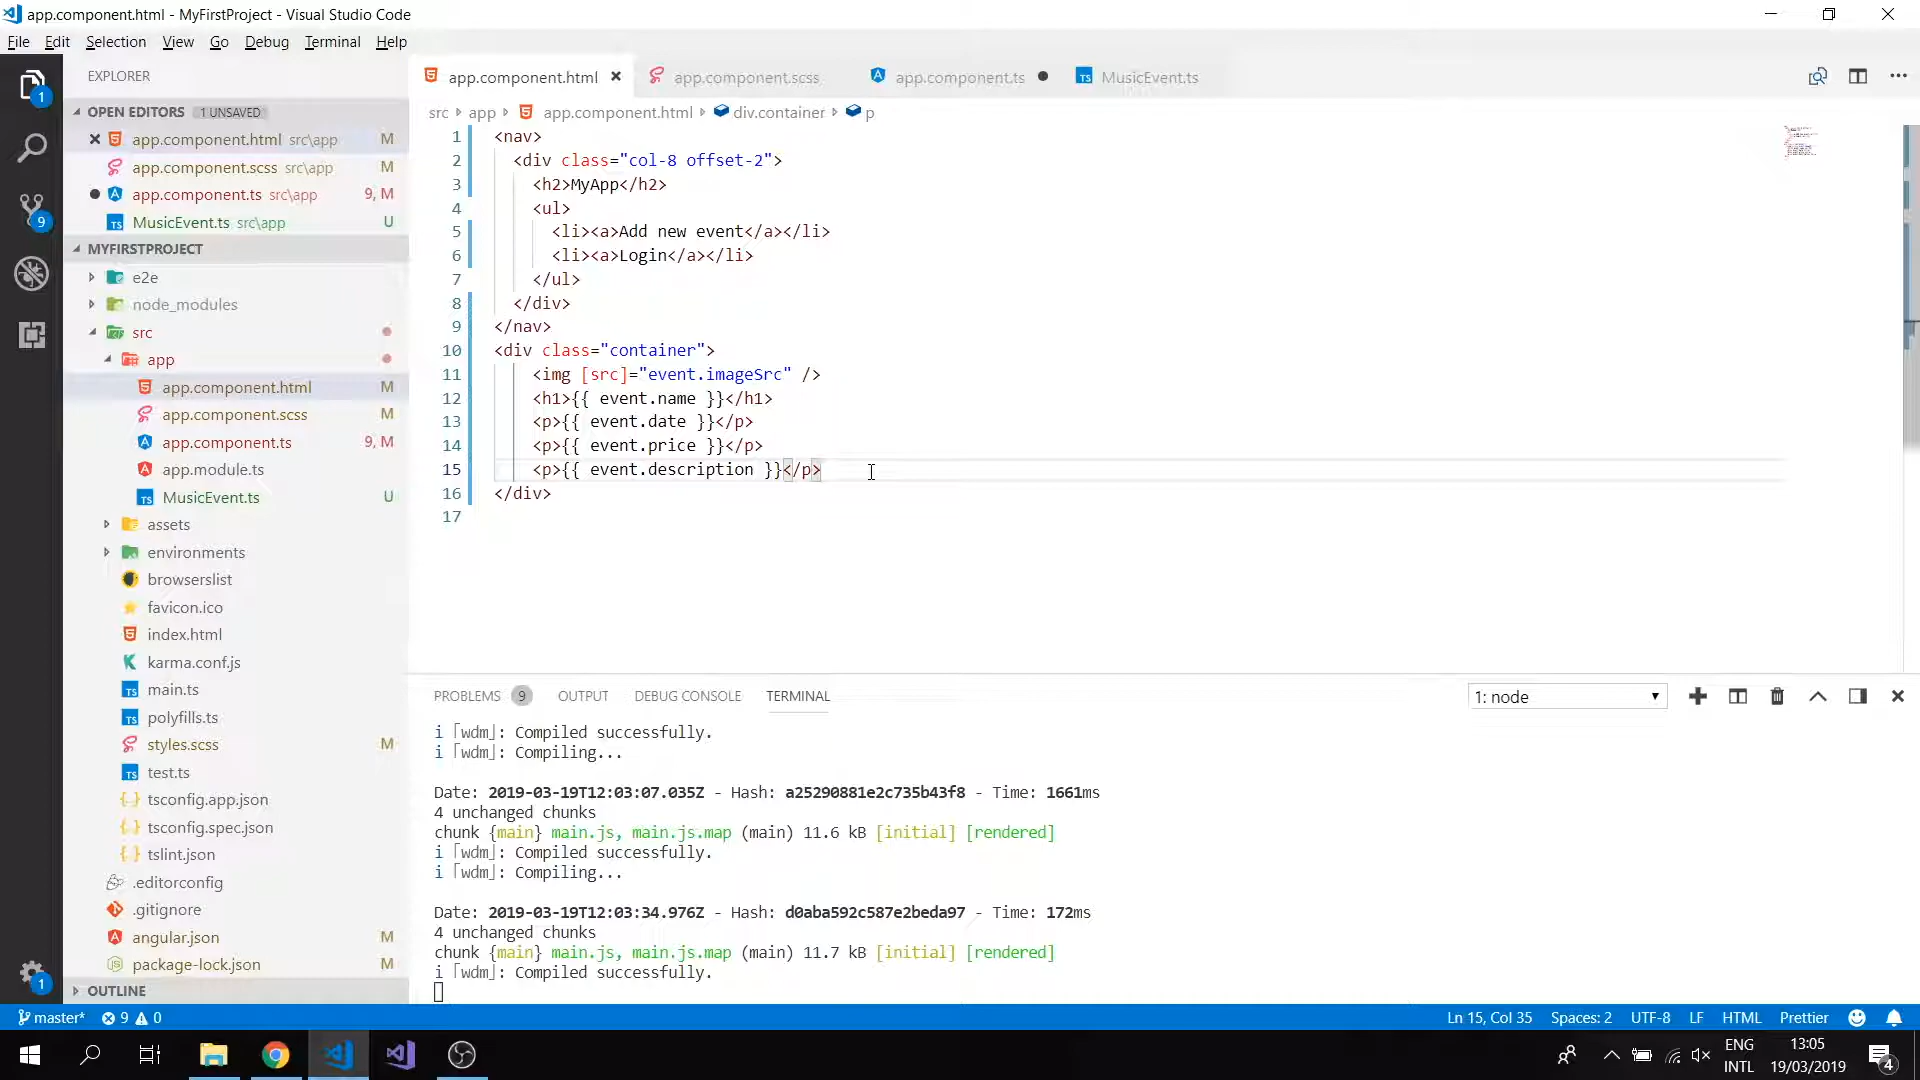 app.component.html - MyFirstProject - Visual Studio Code
File Edit Selection View Go Debug Terminal Help
EXPLORER
OPEN EDITORS 1 UNSAVED
app.component.html src\app M
app.component.scss src\app M
app.component.ts src\app 9, M
MusicEvent.ts src\app U
MYFIRSTPROJECT
e2e
node_modules
src
app
app.component.html M
app.component.scss M
app.component.ts 9, M
app.module.ts
MusicEvent.ts U
assets
environments
browserslist
favicon.ico
index.html
karma.conf.js
main.ts
polyfills.ts
styles.scss M
test.ts
tsconfig.app.json
tsconfig.spec.json
tslint.json
.editorconfig
.gitignore
angular.json M
package-lock.json M
OUTLINE
1
9
1
app.component.html app.component.scss app.component.ts MusicEvent.ts
src app app.component.html div.container p
1 <nav>
2 <div class="col-8 offset-2">
3 <h2>MyApp</h2>
4 <ul>
5 <li><a>Add new event</a></li>
6 <li><a>Login</a></li>
7 </ul>
8 </div>
9 </nav>
10 <div class="container">
11 <img [src]="event.imageSrc" />
12 <h1>{{ event.name }}</h1>
13 <p>{{ event.date }}</p>
14 <p>{{ event.price }}</p>
15 <p>{{ event.description }}</p>
16 </div>
17
PROBLEMS 9 OUTPUT DEBUG CONSOLE TERMINAL 1: node
i ｢wdm｣: Compiled successfully.
i ｢wdm｣: Compiling...
Date: 2019-03-19T12:03:07.035Z - Hash: a25290881e2c735b43f8 - Time: 1661ms
4 unchanged chunks
chunk {main} main.js, main.js.map (main) 11.6 kB [initial] [rendered]
i ｢wdm｣: Compiled successfully.
i ｢wdm｣: Compiling...
Date: 2019-03-19T12:03:34.976Z - Hash: d0aba592c587e2beda97 - Time: 172ms
4 unchanged chunks
chunk {main} main.js, main.js.map (main) 11.7 kB [initial] [rendered]
i ｢wdm｣: Compiled successfully.
master* 9 0 Ln 15, Col 35 Spaces: 2 UTF-8 LF HTML Prettier
ENG 13:05
INTL 19/03/2019 4